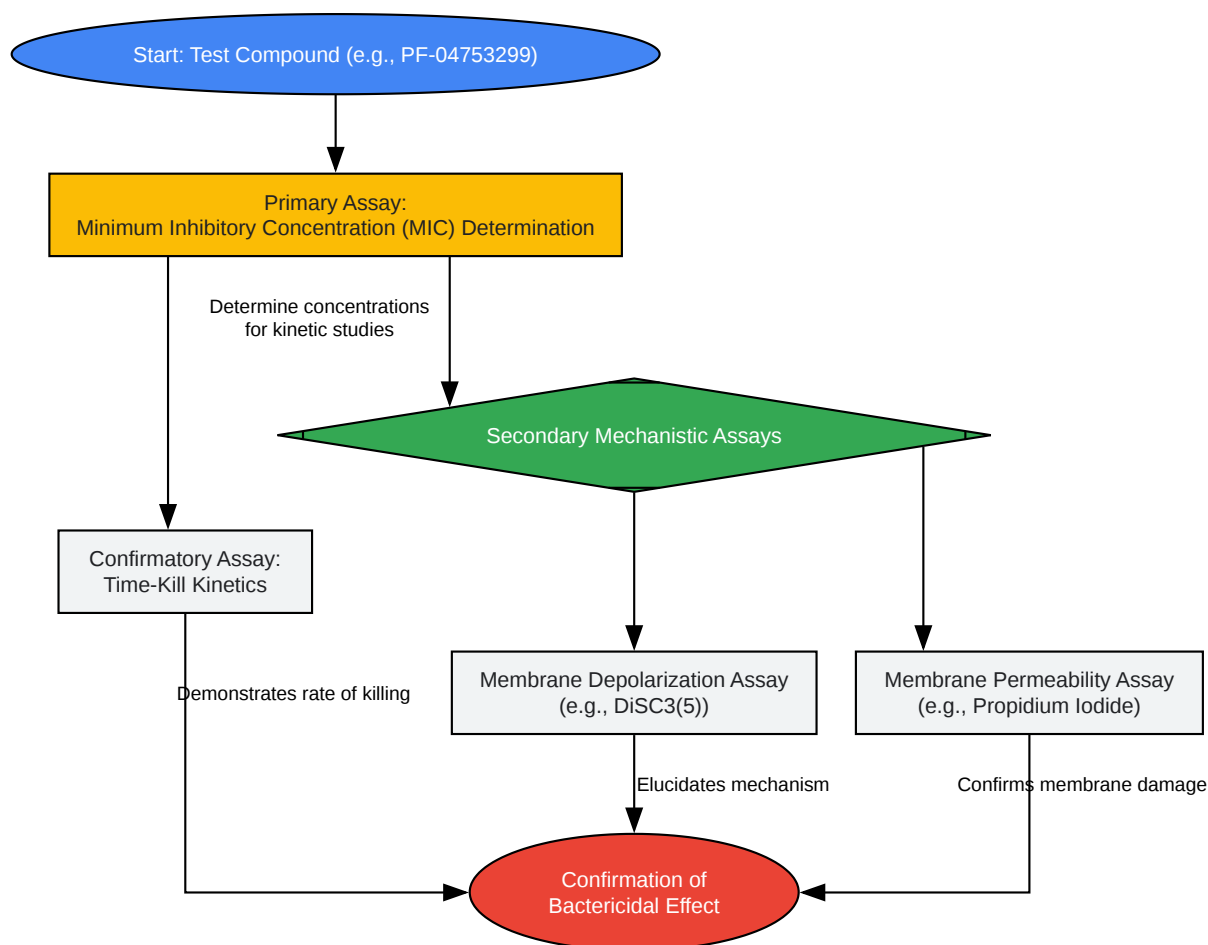 Start: Test Compound (e.g., PF-04753299)
Primary Assay:
Minimum Inhibitory Concentration (MIC) Determination
Determine concentrations
for kinetic studies
Secondary Mechanistic Assays
Confirmatory Assay:
Time-Kill Kinetics
Membrane Depolarization Assay
(e.g., DiSC3(5))
Membrane Permeability Assay
(e.g., Propidium Iodide)
Demonstrates rate of killing
Elucidates mechanism
Confirms membrane damage
Confirmation of
Bactericidal Effect